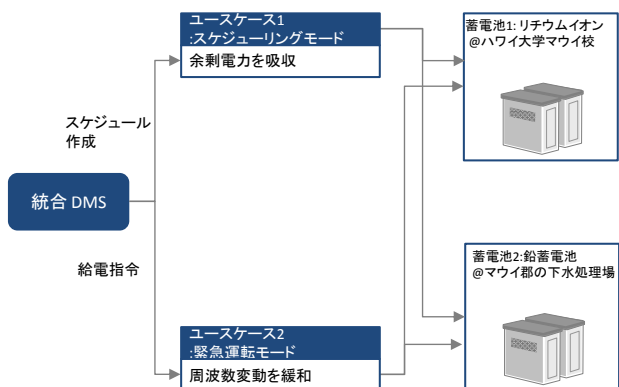 ユースケース1
:スケジューリングモード
余剰電力を吸収
蓄電池1: リチウムイオン
@ハワイ大学マウイ校
スケジュール
作成
統合 DMS
給電指令
蓄電池2:鉛蓄電池
@マウイ郡の下水処理場
ユースケース2
:緊急運転モード
周波数変動を緩和